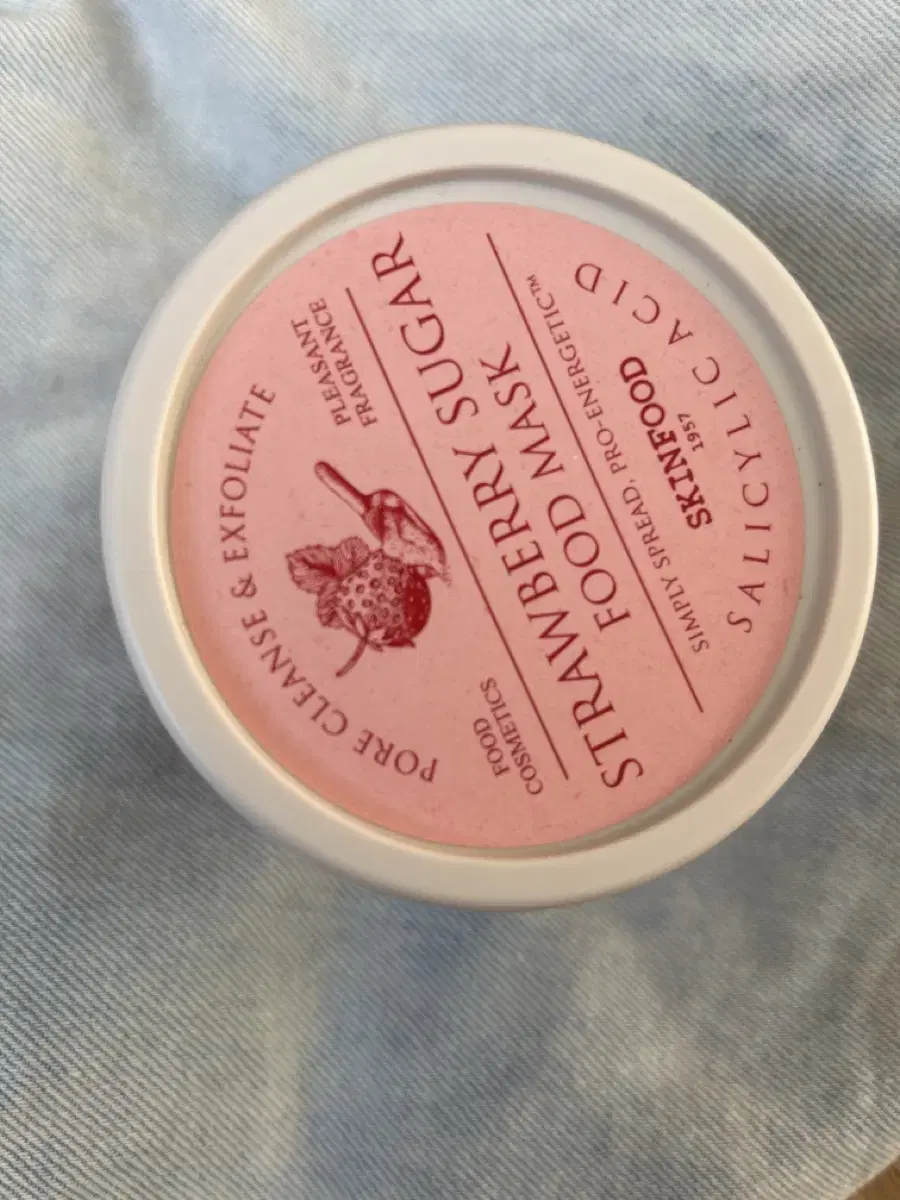 PORE CLEANSE & EXFOLIATE
FOOD
COSMETICS
PLEASANT
FRAGRANCE
STRAWBERRY SUGAR
FOOD MASK
SIMPLY SPREAD, PRO-ENERGETIC™
SKINFOOD
1957
SALICYLIC ACID